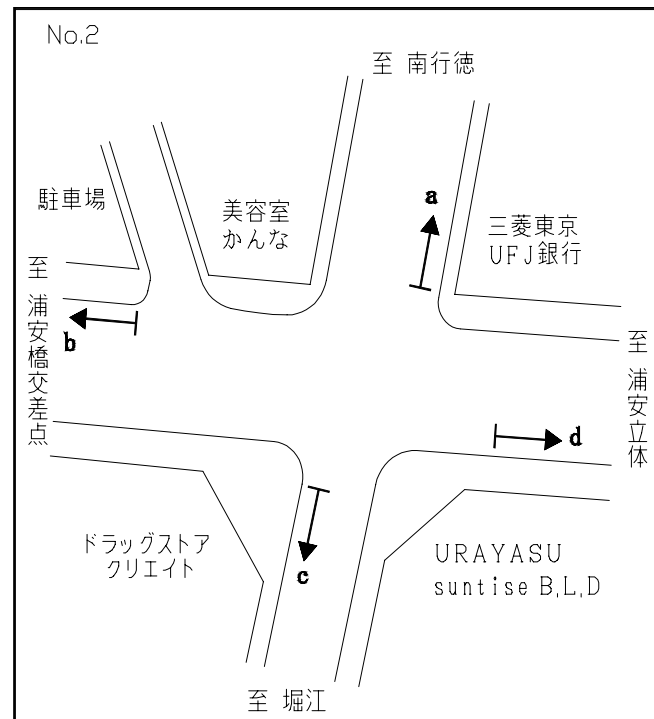 No.2
至 南行徳
駐車場
美容室
かんな
a
三菱東京
UFJ銀行
至 浦安橋交差点
b
至 浦安立体
d
ドラッグストア
クリエイト
c
URAYASU
suntise B,L,D
至 堀江